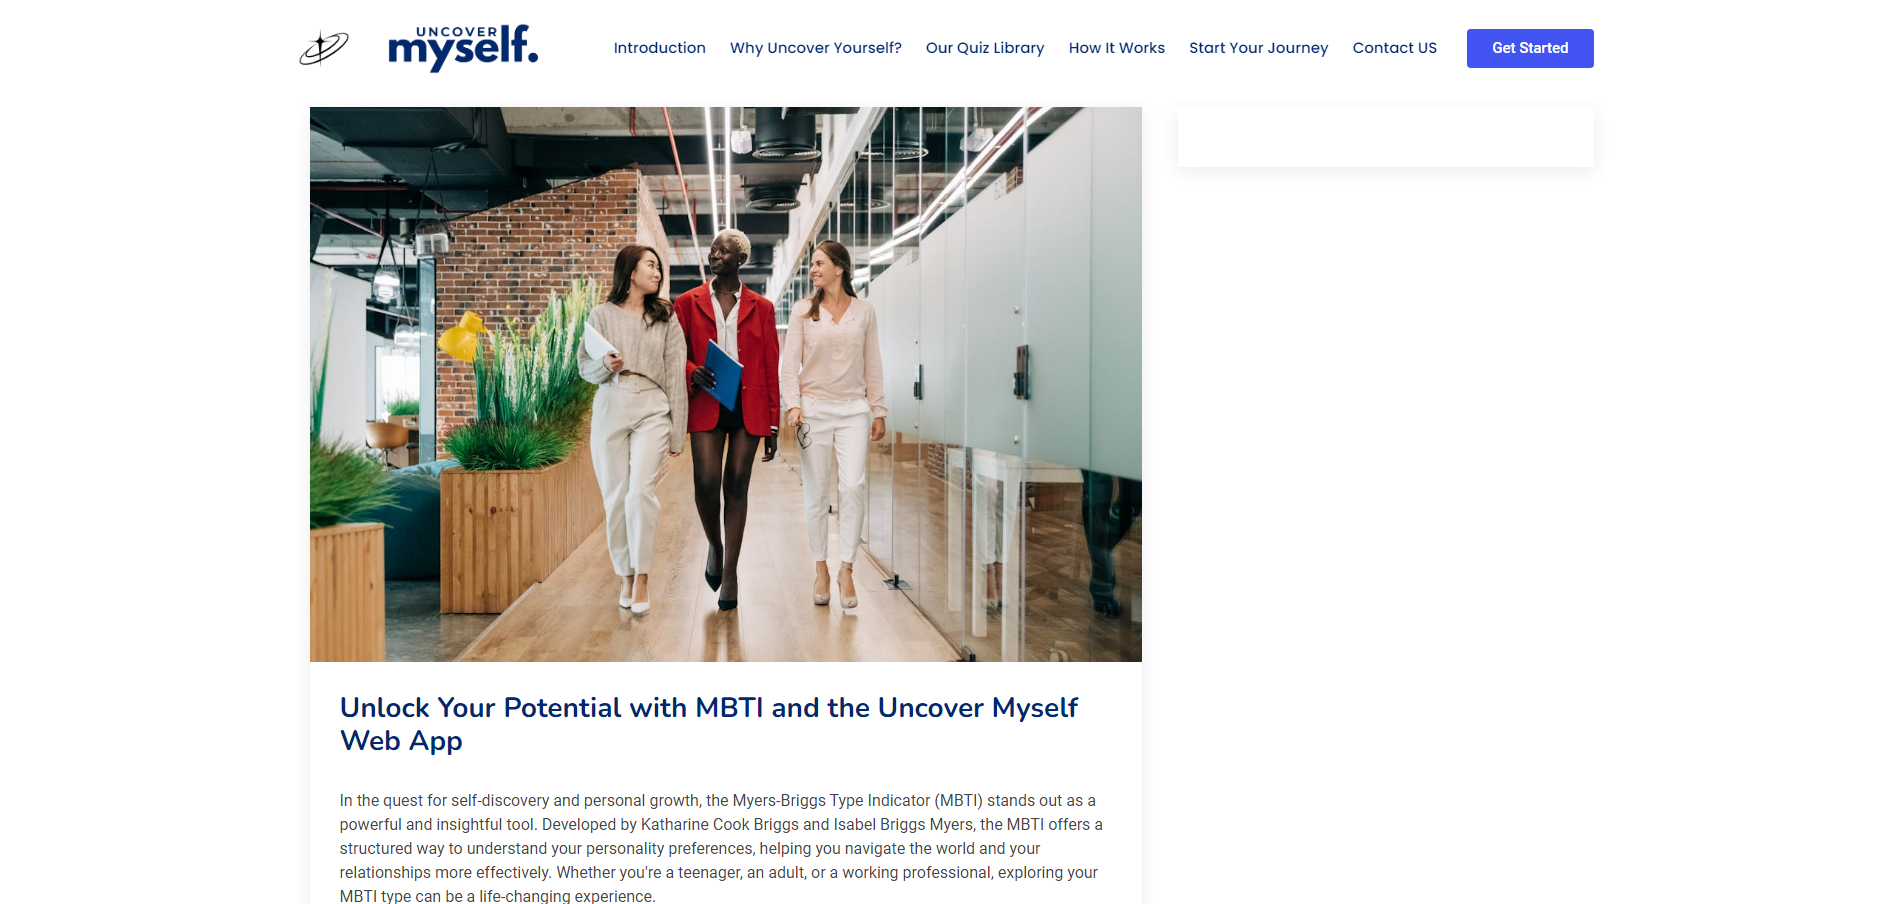 UNCOVER
myself.
Introduction
Why Uncover Yourself?
Our Quiz Library
How It Works
Start Your Journey
Contact US
Get Started
Unlock Your Potential with MBTI and the Uncover Myself
Web App
In the quest for self-discovery and personal growth, the Myers-Briggs Type Indicator (MBTI) stands out as a
powerful and insightful tool. Developed by Katharine Cook Briggs and Isabel Briggs Myers, the MBTI offers a
structured way to understand your personality preferences, helping you navigate the world and your
relationships more effectively. Whether you're a teenager, an adult, or a working professional, exploring your
MBTI type can be a life-changing experience.